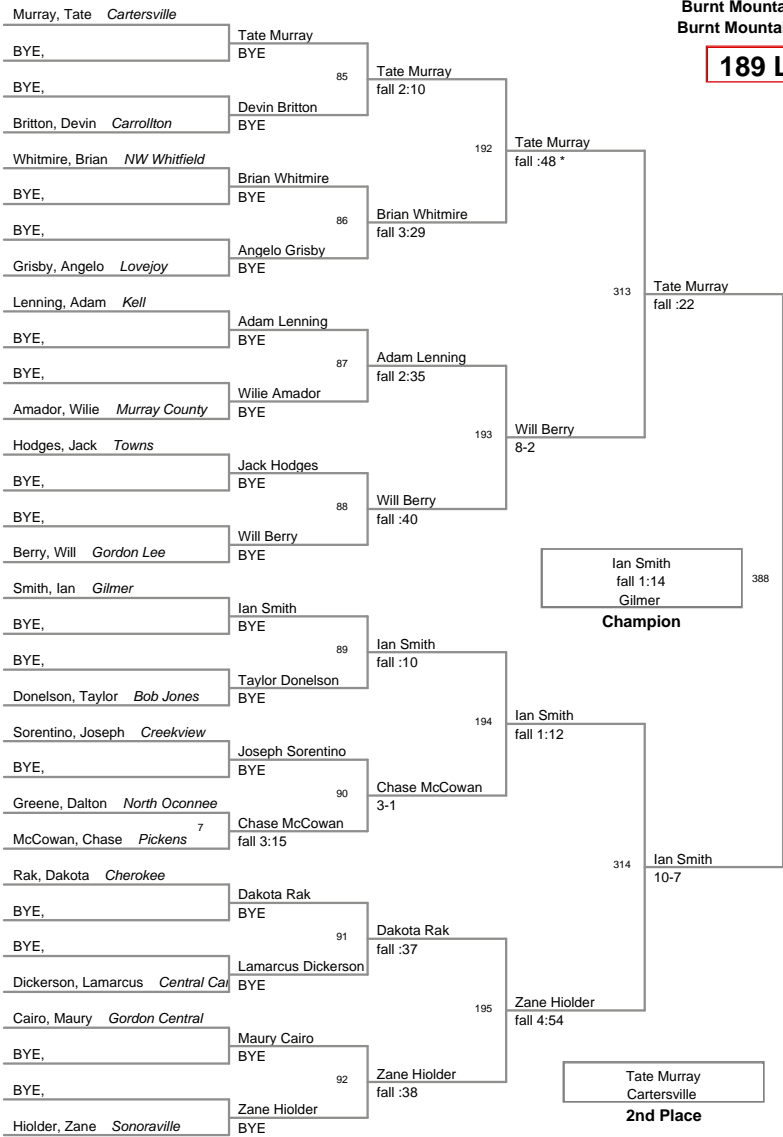 Burnt Mounta
Burnt Mounta
189 L
Murray, Tate Cartersville
BYE,
BYE,
Britton, Devin Carrollton
Whitmire, Brian NW Whitfield
BYE,
BYE,
Grisby, Angelo Lovejoy
Lenning, Adam Kell
BYE,
BYE,
Amador, Wilie Murray County
Hodges, Jack Towns
BYE,
BYE,
Berry, Will Gordon Lee
Smith, Ian Gilmer
BYE,
BYE,
Donelson, Taylor Bob Jones
Sorentino, Joseph Creekview
BYE,
Greene, Dalton North Oconnee
7
McCowan, Chase Pickens
Rak, Dakota Cherokee
BYE,
BYE,
Dickerson, Lamarcus Central Car
Cairo, Maury Gordon Central
BYE,
BYE,
Hiolder, Zane Sonoraville
Tate Murray
BYE
85
Devin Britton
BYE
Brian Whitmire
BYE
86
Angelo Grisby
BYE
Adam Lenning
BYE
87
Wilie Amador
BYE
Jack Hodges
BYE
88
Will Berry
BYE
Ian Smith
BYE
89
Taylor Donelson
BYE
Joseph Sorentino
BYE
90
Chase McCowan
fall 3:15
Dakota Rak
BYE
91
Lamarcus Dickerson
BYE
Maury Cairo
BYE
92
Zane Hiolder
BYE
Tate Murray
fall 2:10
192
Brian Whitmire
fall 3:29
Adam Lenning
fall 2:35
193
Will Berry
fall :40
Ian Smith
fall :10
194
Chase McCowan
3-1
Dakota Rak
fall :37
195
Zane Hiolder
fall :38
Tate Murray
fall :48 *
313
Will Berry
8-2
Ian Smith
fall 1:12
314
Zane Hiolder
fall 4:54
Tate Murray
fall :22
388
Ian Smith
10-7
Ian Smith
fall 1:14
Gilmer
Champion
Tate Murray
Cartersville
2nd Place